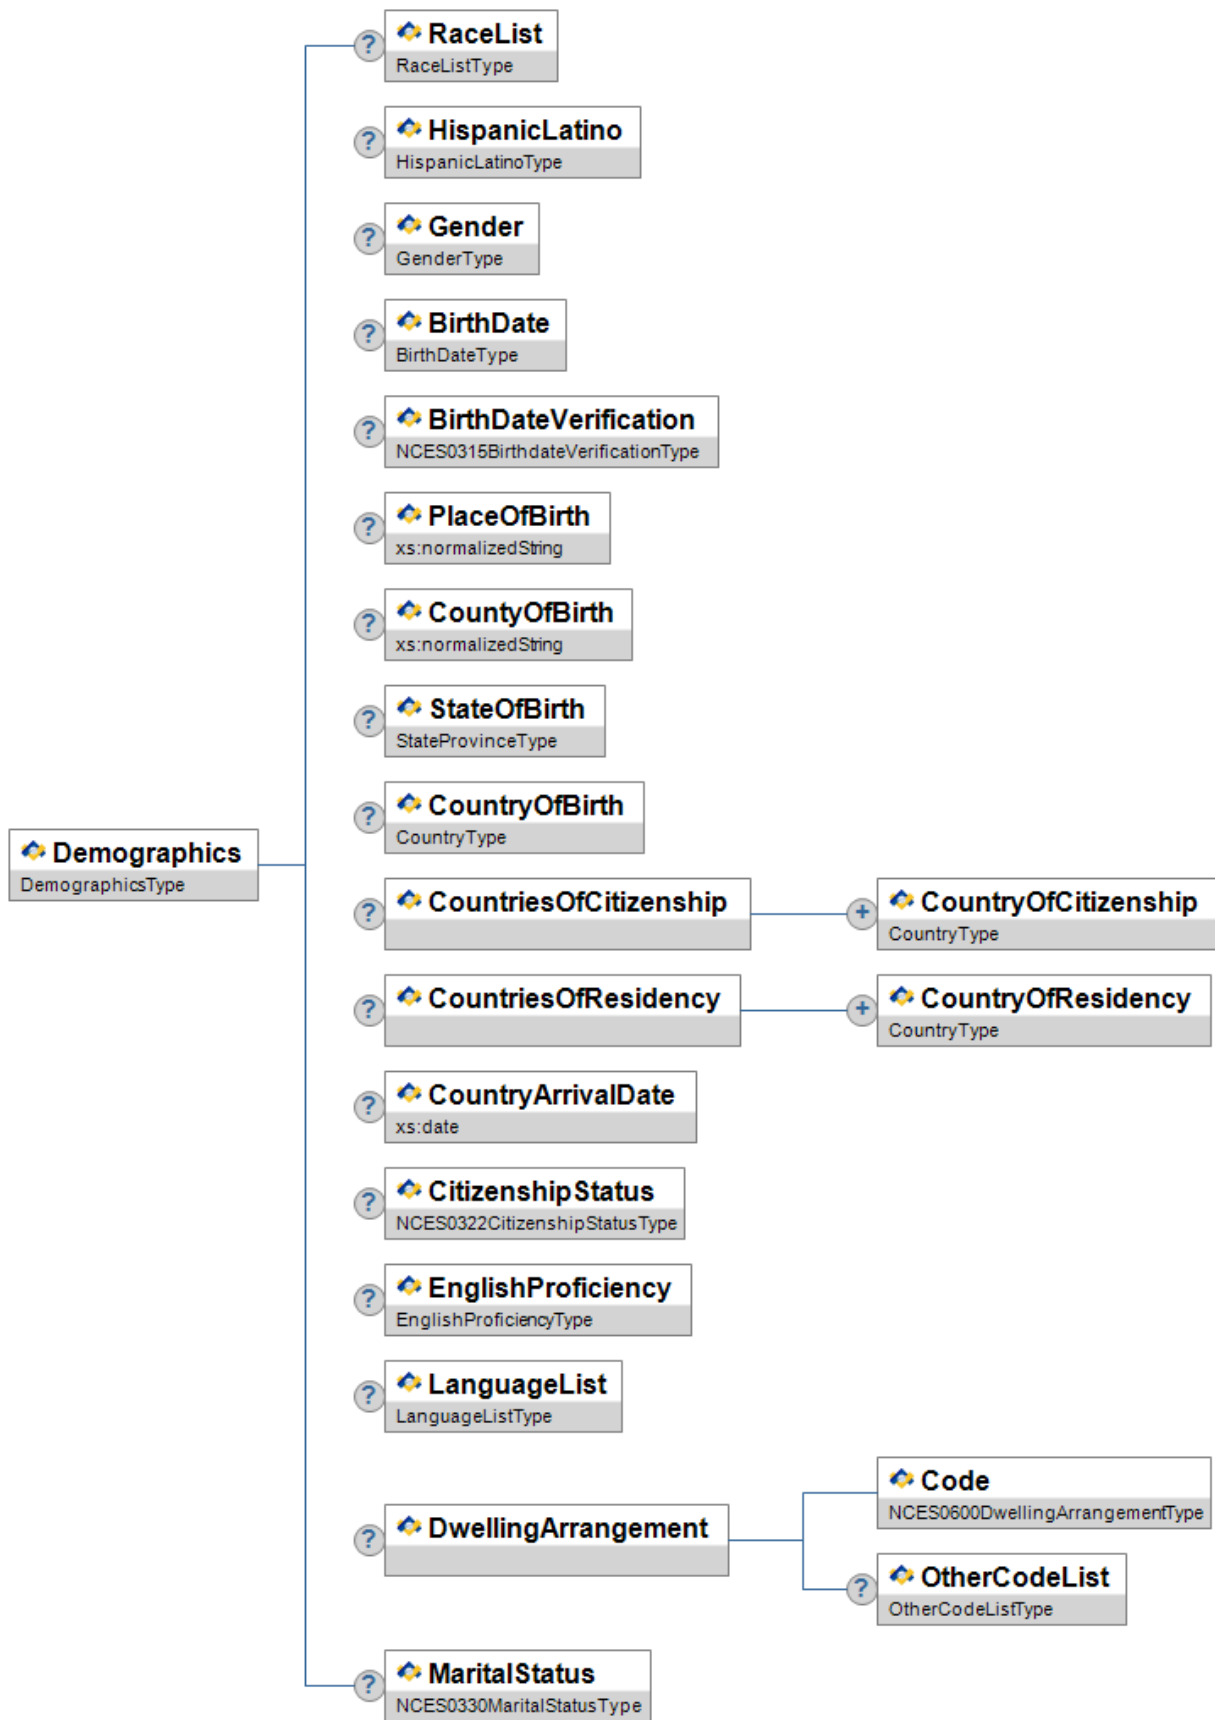 ?
RaceList
RaceListType
?
HispanicLatino
HispanicLatinoType
?
Gender
GenderType
?
BirthDate
BirthDateType
?
BirthDateVerification
NCES0315BirthdateVerificationType
?
PlaceOfBirth
xs:normalizedString
?
CountyOfBirth
xs:normalizedString
?
StateOfBirth
StateProvinceType
?
CountryOfBirth
CountryType
Demographics
DemographicsType
?
CountriesOfCitizenship
+
CountryOfCitizenship
CountryType
?
CountriesOfResidency
+
CountryOfResidency
CountryType
?
CountryArrivalDate
xs:date
?
CitizenshipStatus
NCES0322CitizenshipStatusType
?
EnglishProficiency
EnglishProficiencyType
?
LanguageList
LanguageListType
?
DwellingArrangement
Code
NCES0600DwellingArrangementType
?
OtherCodeList
OtherCodeListType
?
MaritalStatus
NCES0330MaritalStatusType